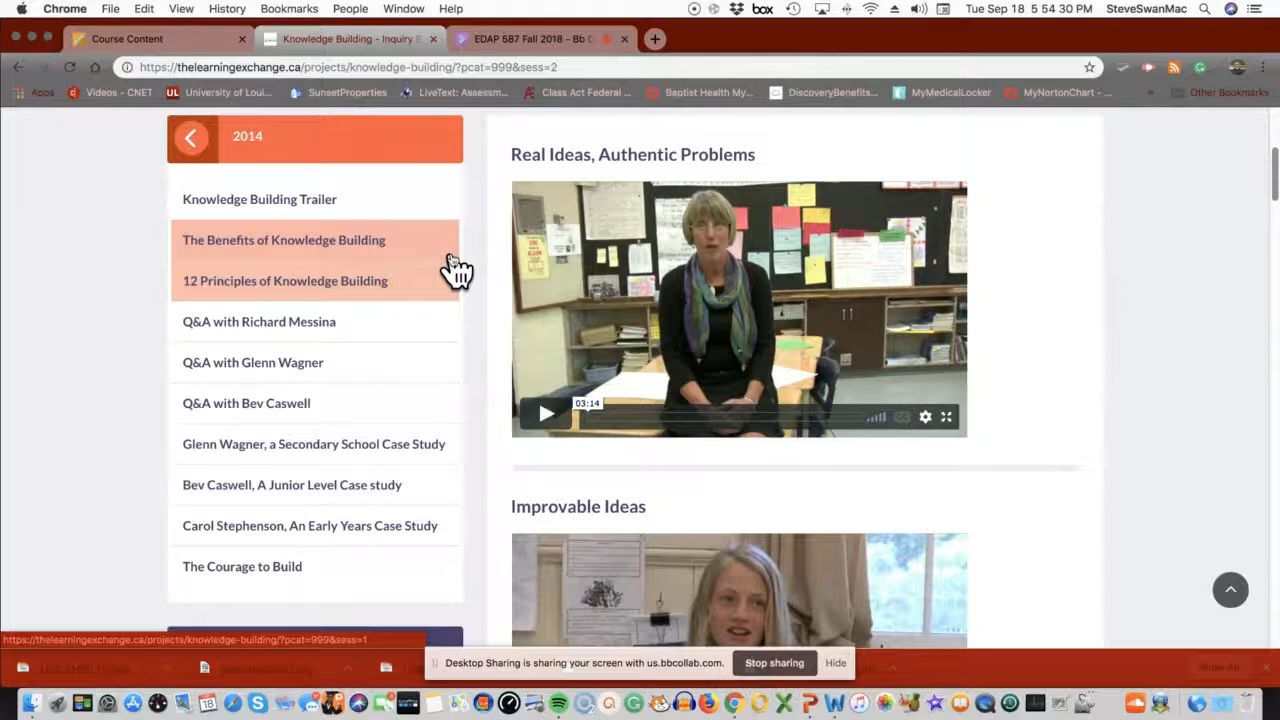 Chrome File Edit View History Bookmarks People Window Help box Tue Sep 18 5 54 30 PM SteveSwanMac
Course Content
Knowledge Building - Inquiry E
EDAP 587 Fall 2018 - Bb C
https://thelearningexchange.ca/projects/knowledge-building/?pcat=999&sess=2
Apps Videos - CNET UL University of Loui... SunsetProperties LiveText: Assessm... Class Act Federal ... Baptist Health My... DiscoveryBenefits... MyMedicalLocker MyNortonChart - ... » Other Bookmarks
2014
Knowledge Building Trailer
The Benefits of Knowledge Building
12 Principles of Knowledge Building
Q&A with Richard Messina
Q&A with Glenn Wagner
Q&A with Bev Caswell
Glenn Wagner, a Secondary School Case Study
Bev Caswell, A Junior Level Case study
Carol Stephenson, An Early Years Case Study
The Courage to Build
Real Ideas, Authentic Problems
03:14
Improvable Ideas
https://thelearningexchange.ca/projects/knowledge-building/?pcat=999&sess=1
Desktop Sharing is sharing your screen with us.bbcollab.com. Stop sharing Hide
Show All
18